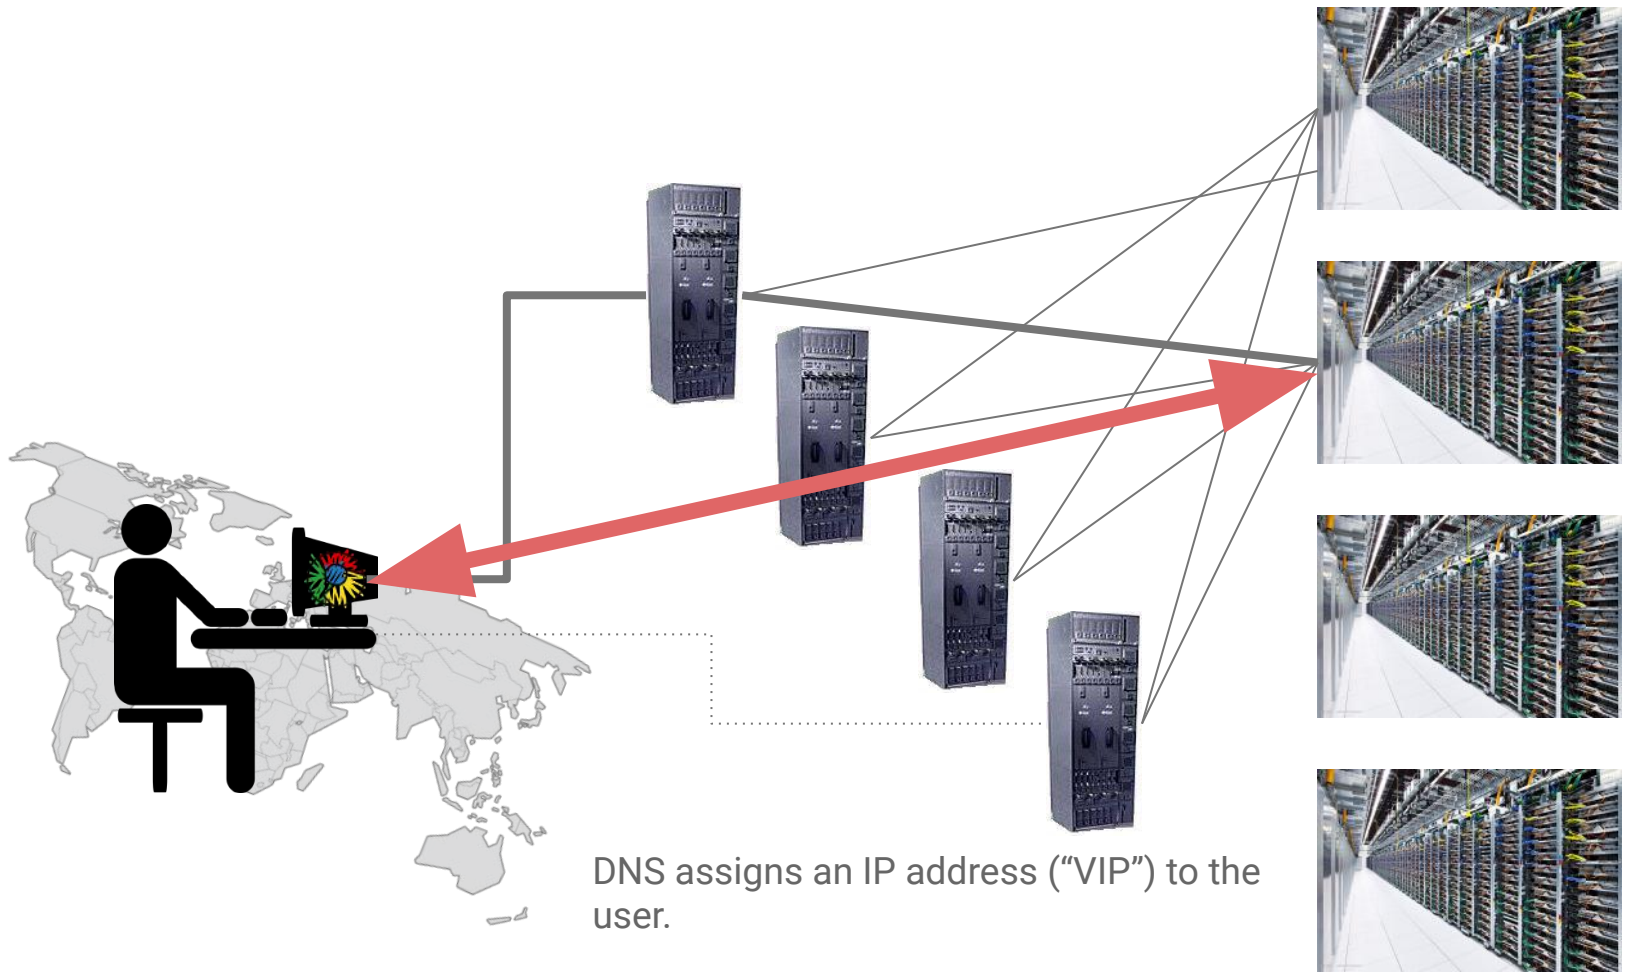 DNS assigns an IP address (“VIP”) to the
user.